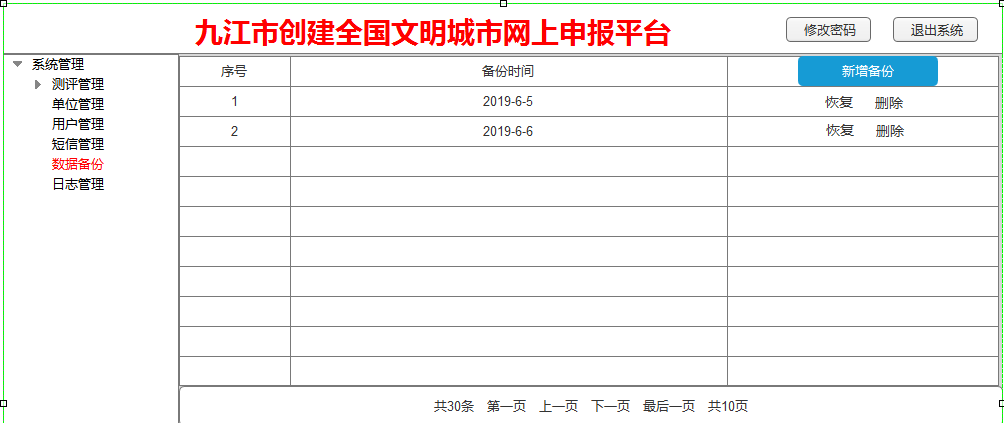 九江市创建全国文明城市网上申报平台 修改密码 退出系统
系统管理
测评管理
单位管理
用户管理
短信管理
数据备份
日志管理
序号 备份时间 新增备份
1 2019-6-5 恢复 删除
2 2019-6-6 恢复 删除
共30条 第一页 上一页 下一页 最后一页 共10页